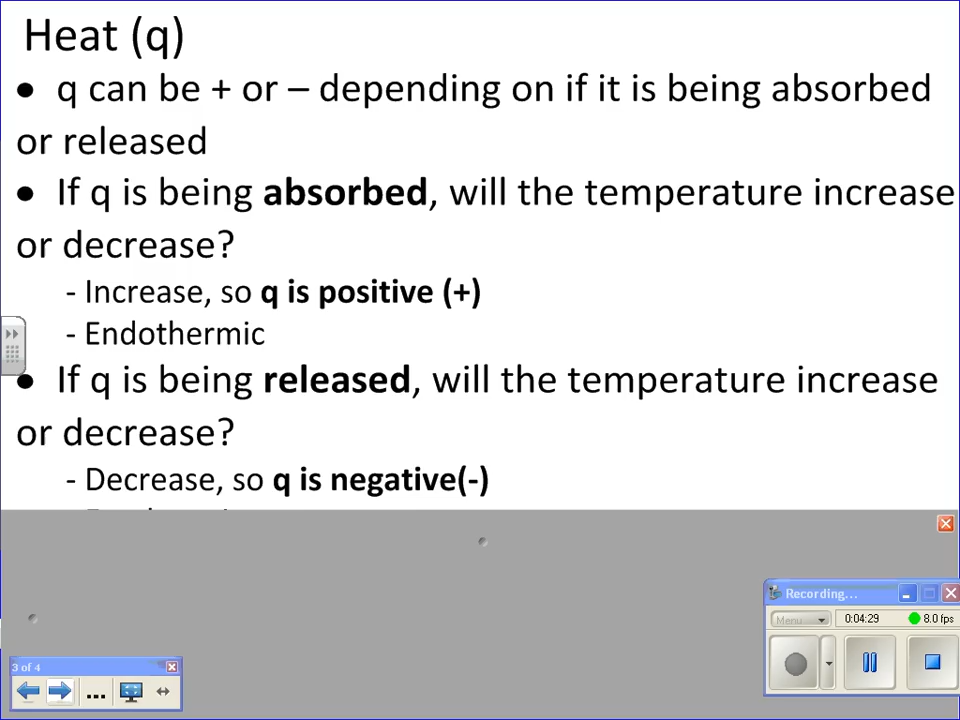 Heat (q)
• q can be + or – depending on if it is being absorbed
or released
• If q is being absorbed, will the temperature increase
or decrease?
- Increase, so q is positive (+)
- Endothermic
• If q is being released, will the temperature increase
or decrease?
- Decrease, so q is negative(-)
Recording...
Menu
0:04:29
8.0 fps
3 of 4
...